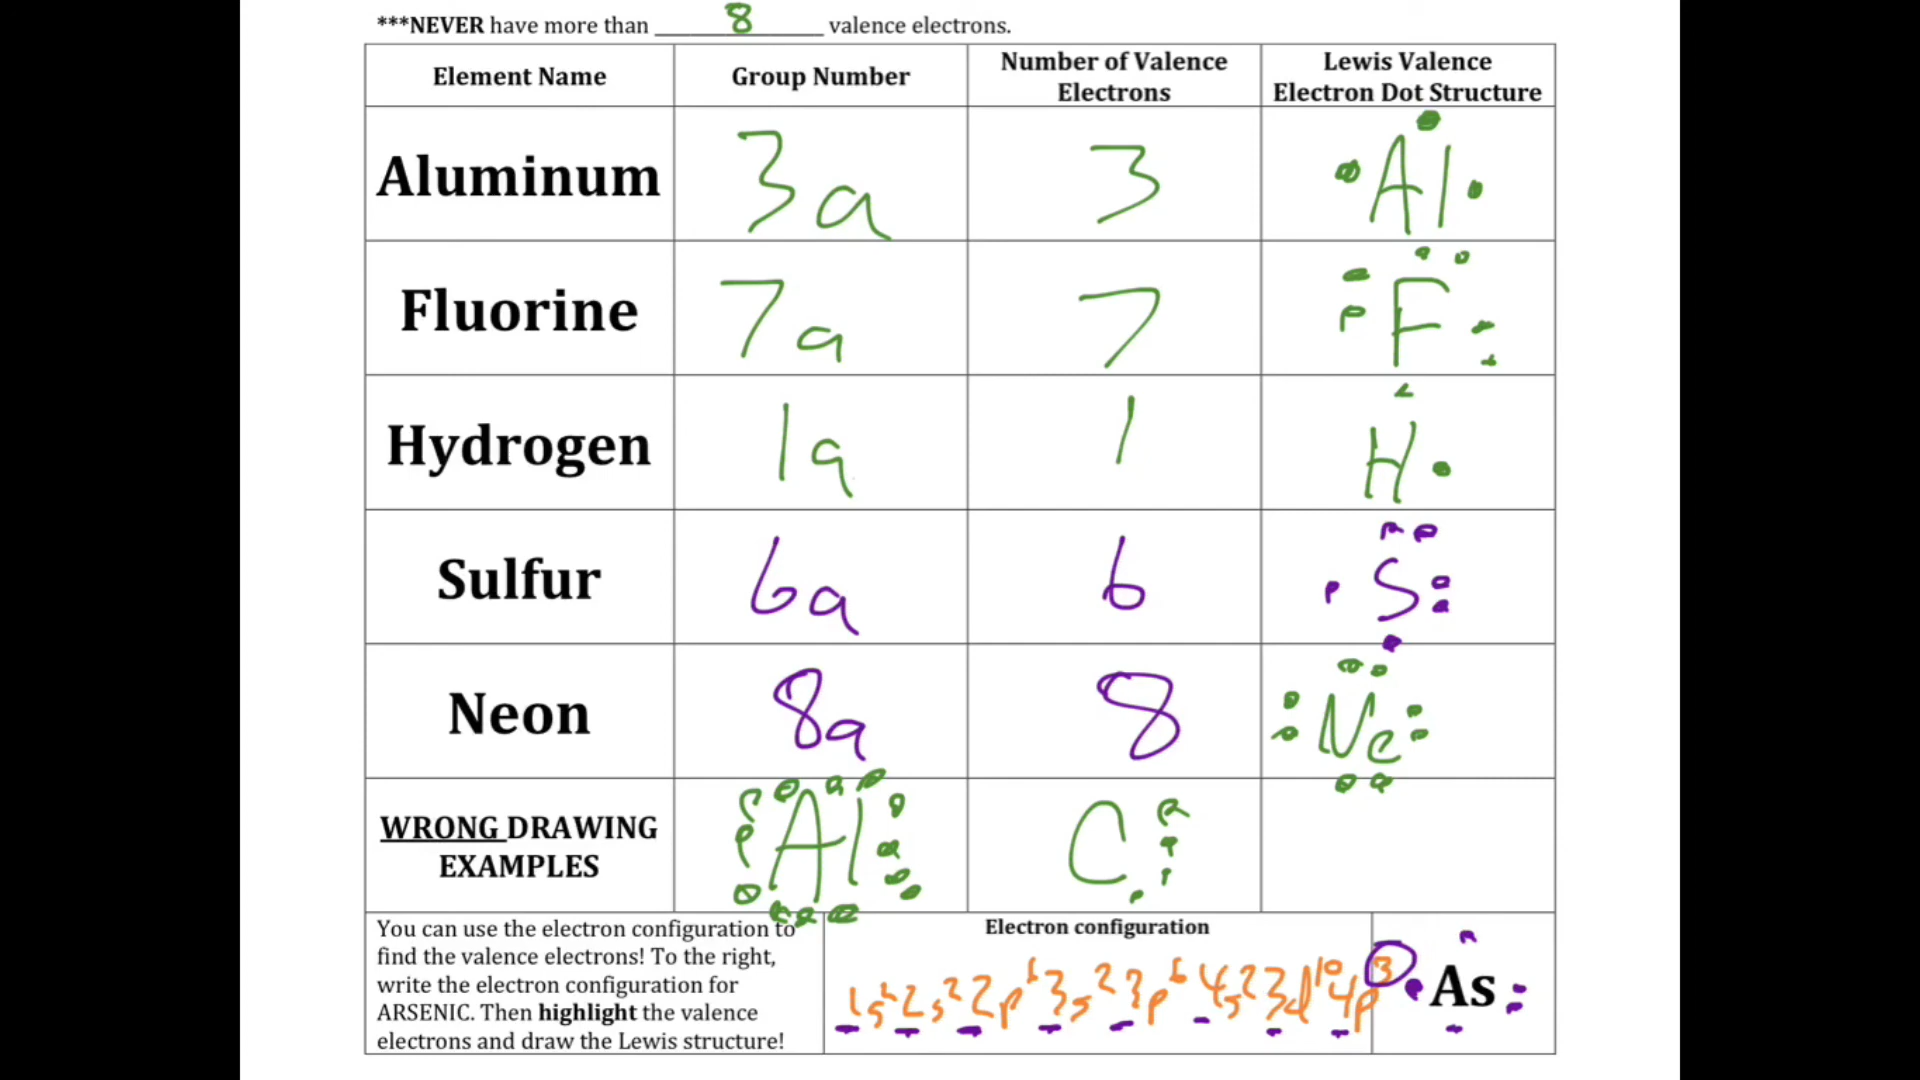 ***NEVER have more than 8 valence electrons.
Element Name Group Number Number of Valence Electrons Lewis Valence Electron Dot Structure
Aluminum 3a 3 Al
Fluorine 7a 7 F
Hydrogen 1a 1 H
Sulfur 6a 6 S
Neon 8a 8 Ne
WRONG DRAWING EXAMPLES Al C
You can use the electron configuration to
find the valence electrons! To the right,
write the electron configuration for
ARSENIC. Then highlight the valence
electrons and draw the Lewis structure!
Electron configuration
1s² 2s² 2p⁶ 3s² 3p⁶ 4s² 3d¹⁰ 4p³
As